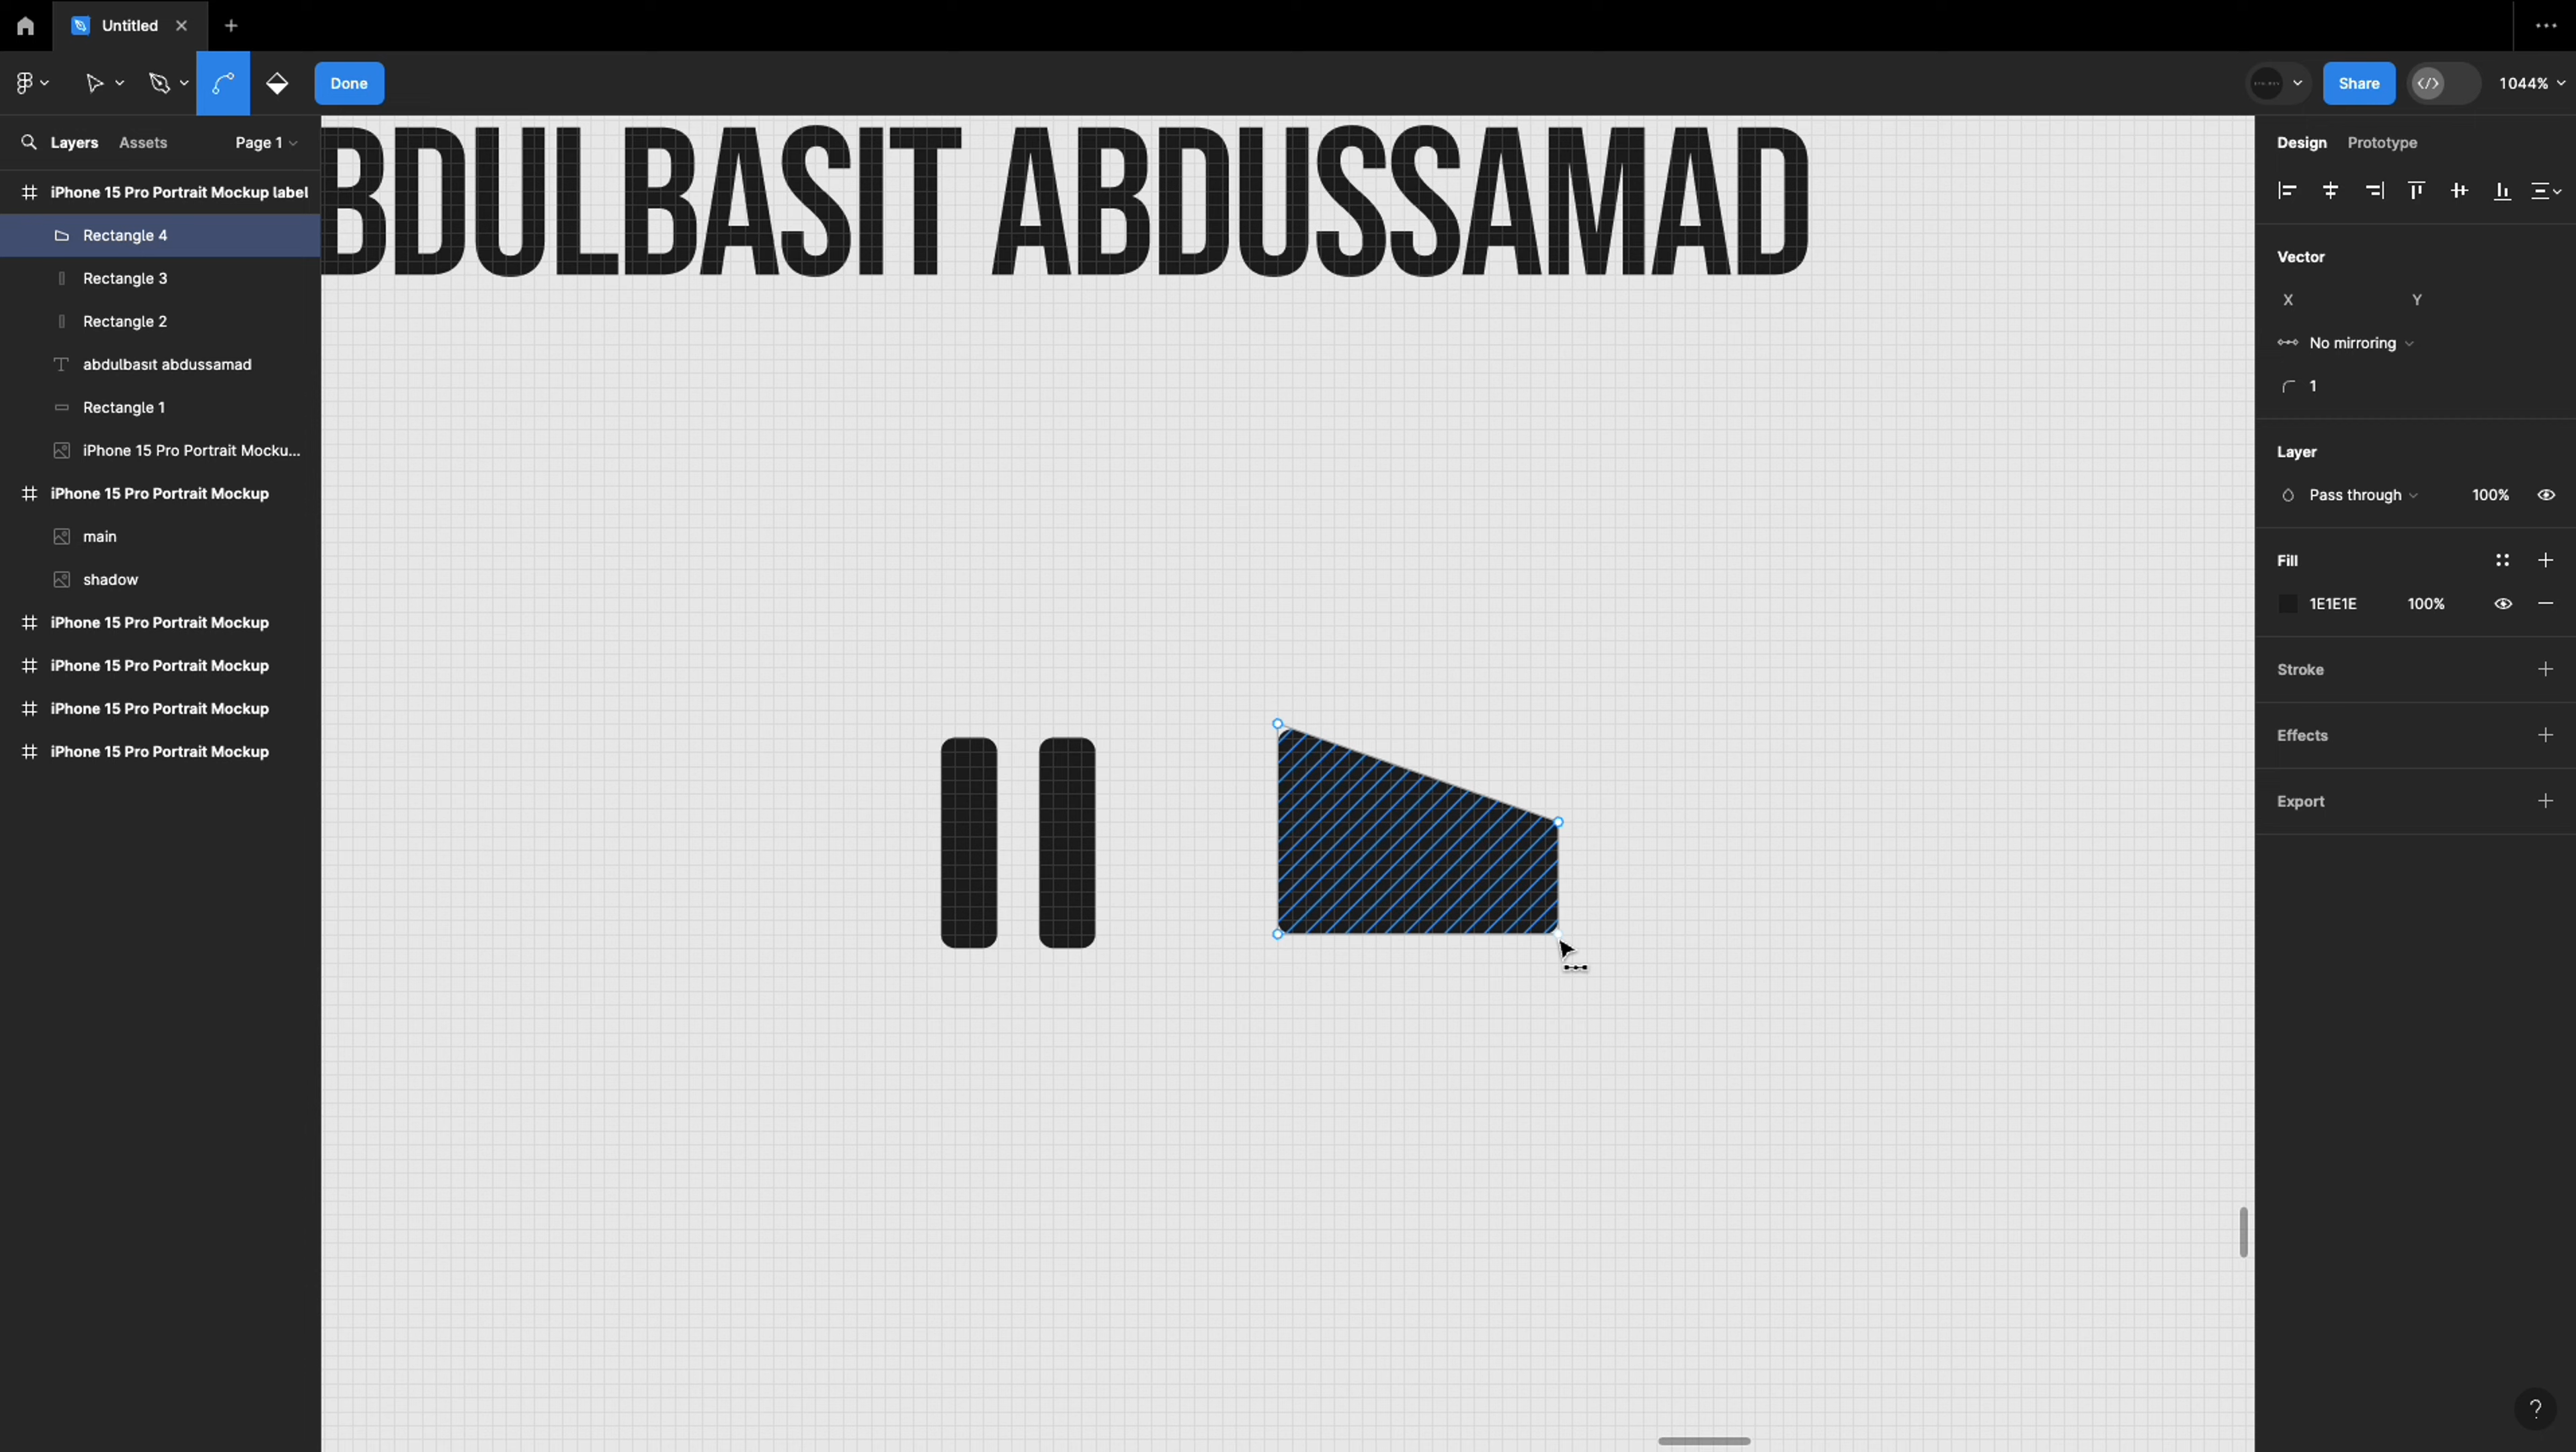 Untitled
Done
Share
1044%
Layers Assets Page 1
iPhone 15 Pro Portrait Mockup label
Rectangle 4
Rectangle 3
Rectangle 2
abdulbasıt abdussamad
Rectangle 1
iPhone 15 Pro Portrait Mocku...
iPhone 15 Pro Portrait Mockup
main
shadow
iPhone 15 Pro Portrait Mockup
iPhone 15 Pro Portrait Mockup
iPhone 15 Pro Portrait Mockup
iPhone 15 Pro Portrait Mockup
BDULBASIT ABDUSSAMAD
Design Prototype
Vector
X Y
No mirroring
1
Layer
Pass through 100%
Fill
1E1E1E 100%
Stroke
Effects
Export
?